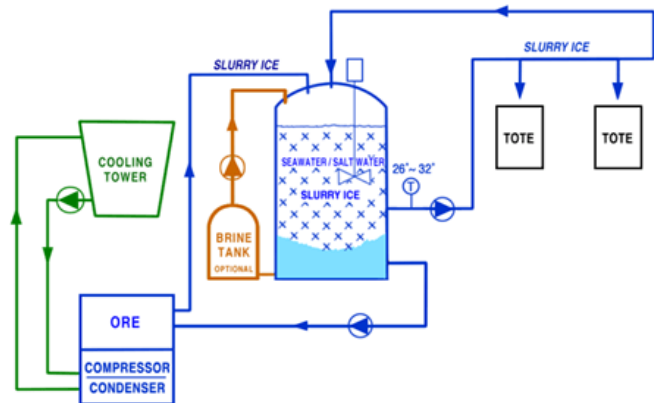 SLURRY ICE
SLURRY ICE
COOLING
TOWER
SEAWATER / SALT WATER
SLURRY ICE
26°~ 32°
T
TOTE
TOTE
BRINE
TANK
OPTIONAL
ORE
COMPRESSOR
CONDENSER